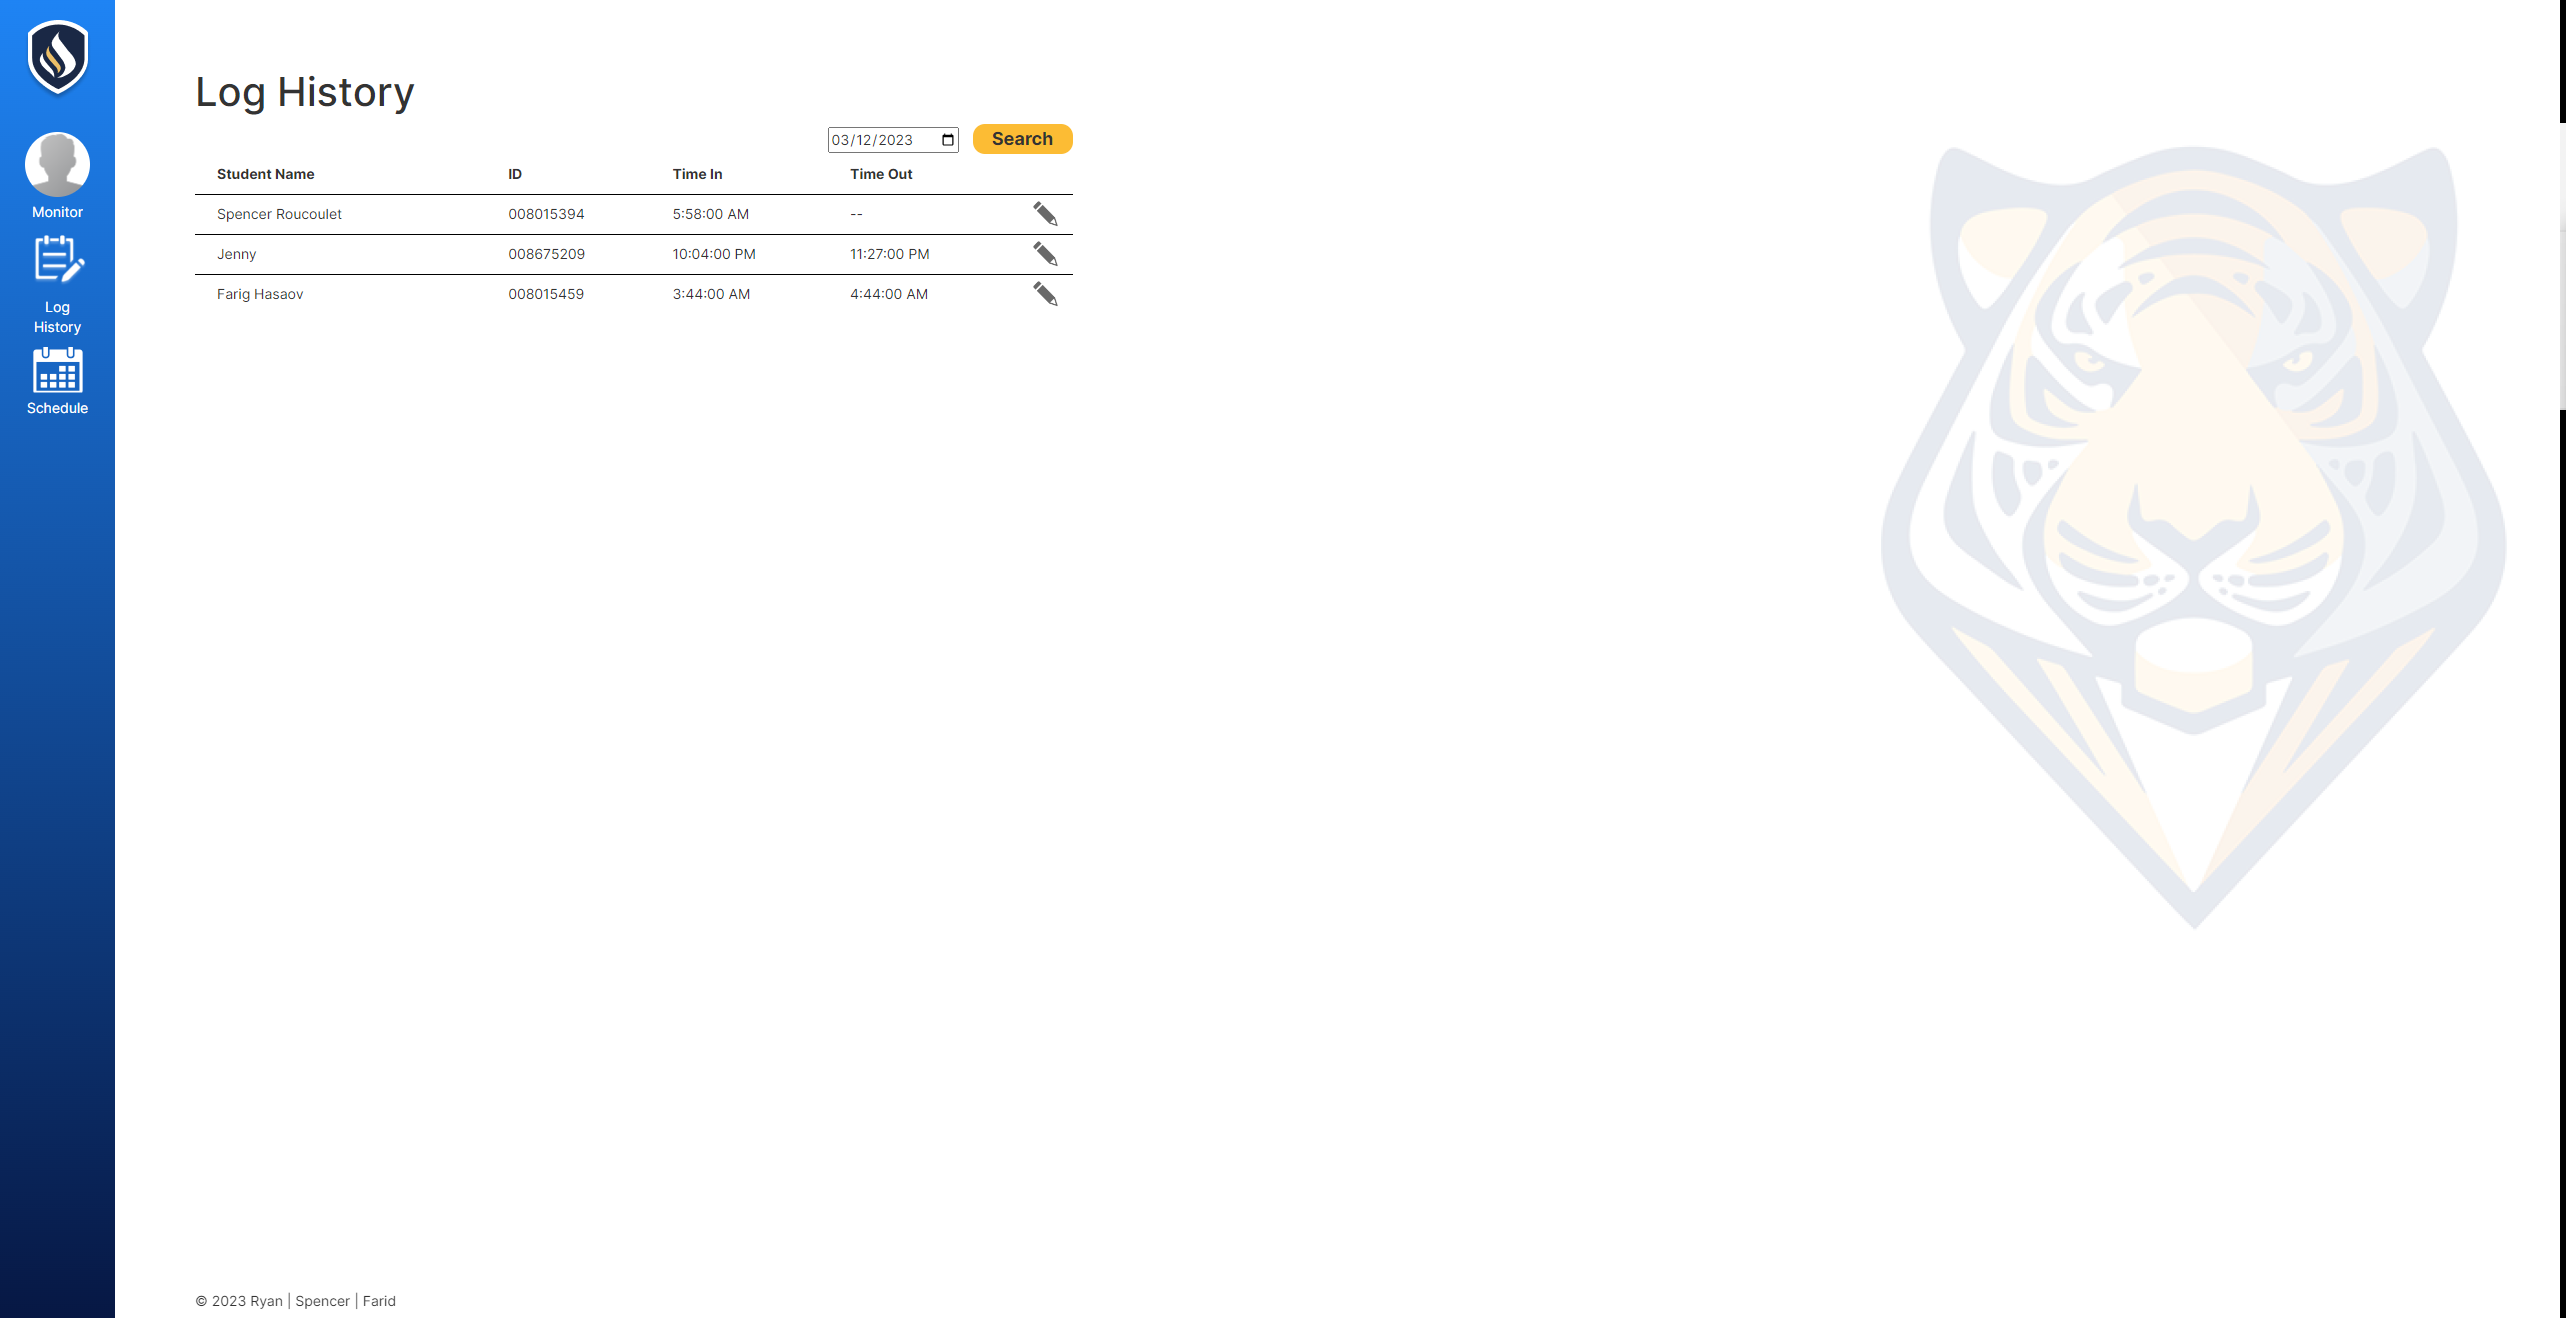 Log History
03/12/2023 Search
Student Name ID Time In Time Out
Spencer Roucoulet 008015394 5:58:00 AM --
Jenny 008675209 10:04:00 PM 11:27:00 PM
Farig Hasaov 008015459 3:44:00 AM 4:44:00 AM
Monitor
Log
History
Schedule
© 2023 Ryan | Spencer | Farid